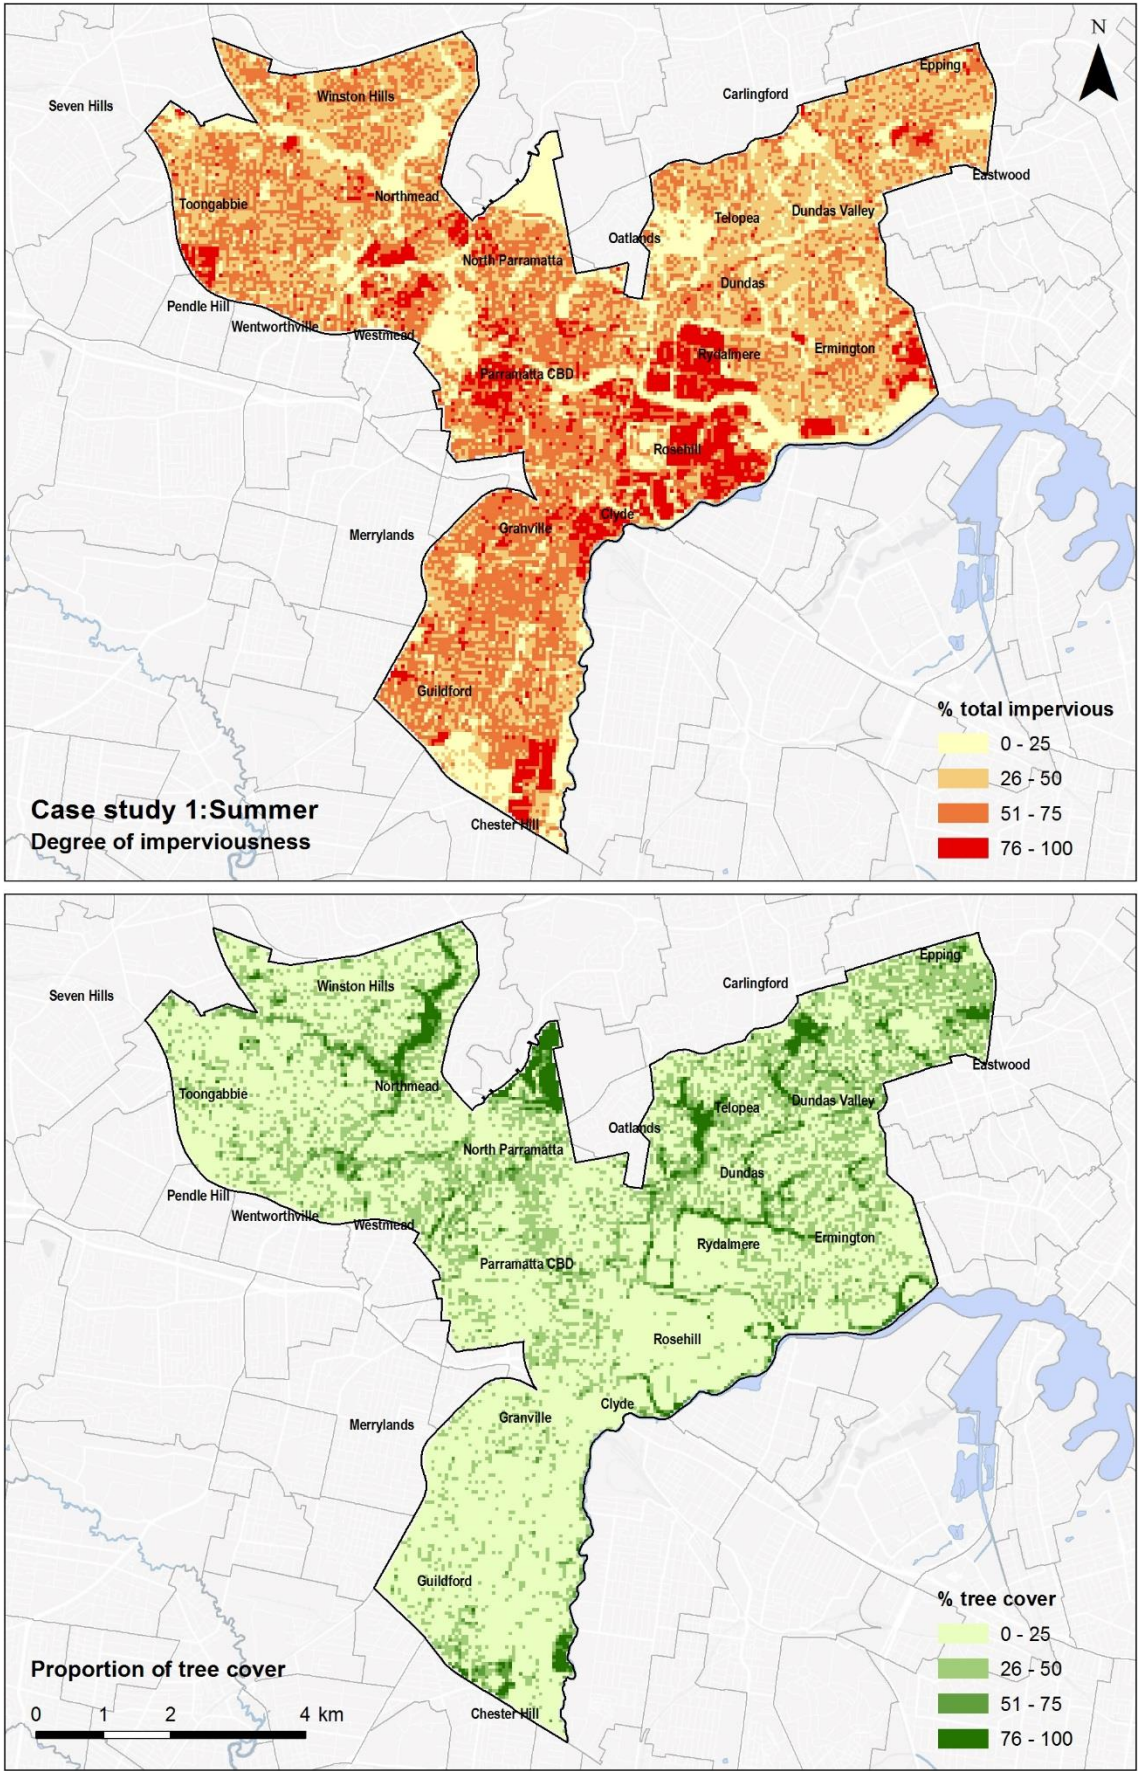 N
Epping
Carlingford
Winston Hills
Seven Hills
Eastwood
Northmead
Toongabbie
Dundas Valley
Telopea
Oatlands
North Parramatta
Dundas
Pendle Hill
Wentworthville
Westmead
Ermington
Rydalmere
Parramatta CBD
Rosehill
Clyde
Granville
Merrylands
Guildford
Chester Hill
% total impervious
0 - 25
26 - 50
51 - 75
76 - 100
Case study 1:Summer
Degree of imperviousness
Epping
Carlingford
Winston Hills
Seven Hills
Eastwood
Northmead
Toongabbie
Dundas Valley
Telopea
Oatlands
North Parramatta
Dundas
Pendle Hill
Wentworthville
Westmead
Ermington
Rydalmere
Parramatta CBD
Rosehill
Clyde
Granville
Merrylands
Guildford
Chester Hill
% tree cover
0 - 25
26 - 50
51 - 75
76 - 100
Proportion of tree cover
0 1 2 4 km